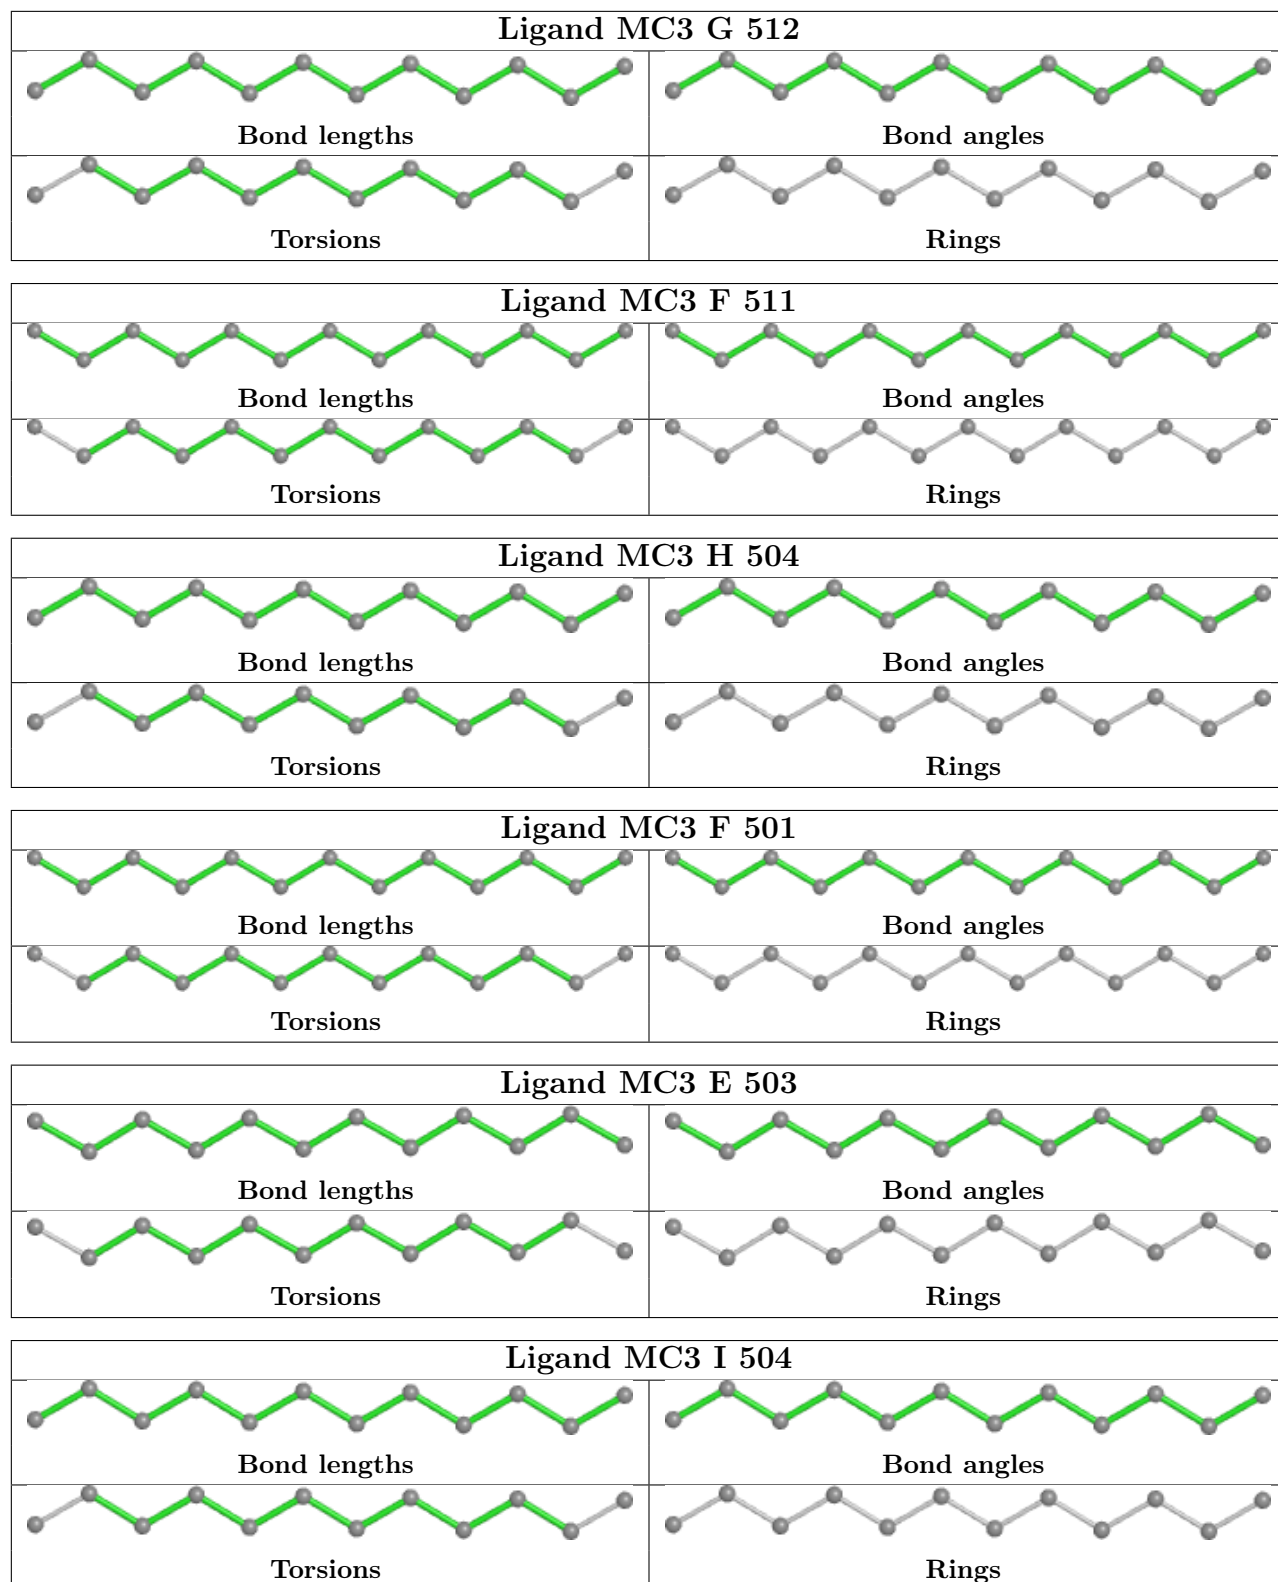 Ligand MC3 G 512
Bond lengths Bond angles
Torsions Rings
Ligand MC3 F 511
Bond lengths Bond angles
Torsions Rings
Ligand MC3 H 504
Bond lengths Bond angles
Torsions Rings
Ligand MC3 F 501
Bond lengths Bond angles
Torsions Rings
Ligand MC3 E 503
Bond lengths Bond angles
Torsions Rings
Ligand MC3 I 504
Bond lengths Bond angles
Torsions Rings